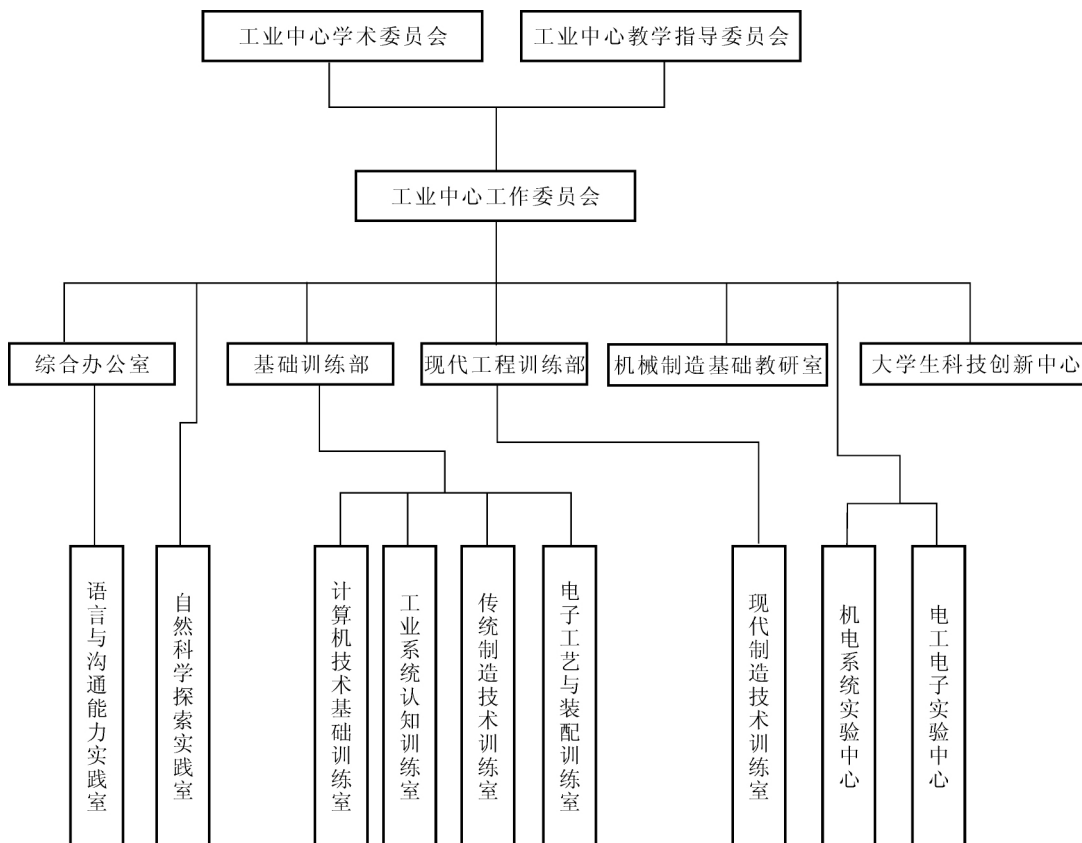 工业中心学术委员会
工业中心教学指导委员会
工业中心工作委员会
综合办公室
基础训练部
现代工程训练部
机械制造基础教研室
大学生科技创新中心
语言与沟通能力实践室
自然科学探索实践室
计算机技术基础训练室
工业系统认知训练室
传统制造技术训练室
电子工艺与装配训练室
现代制造技术训练室
机电系统实验中心
电工电子实验中心